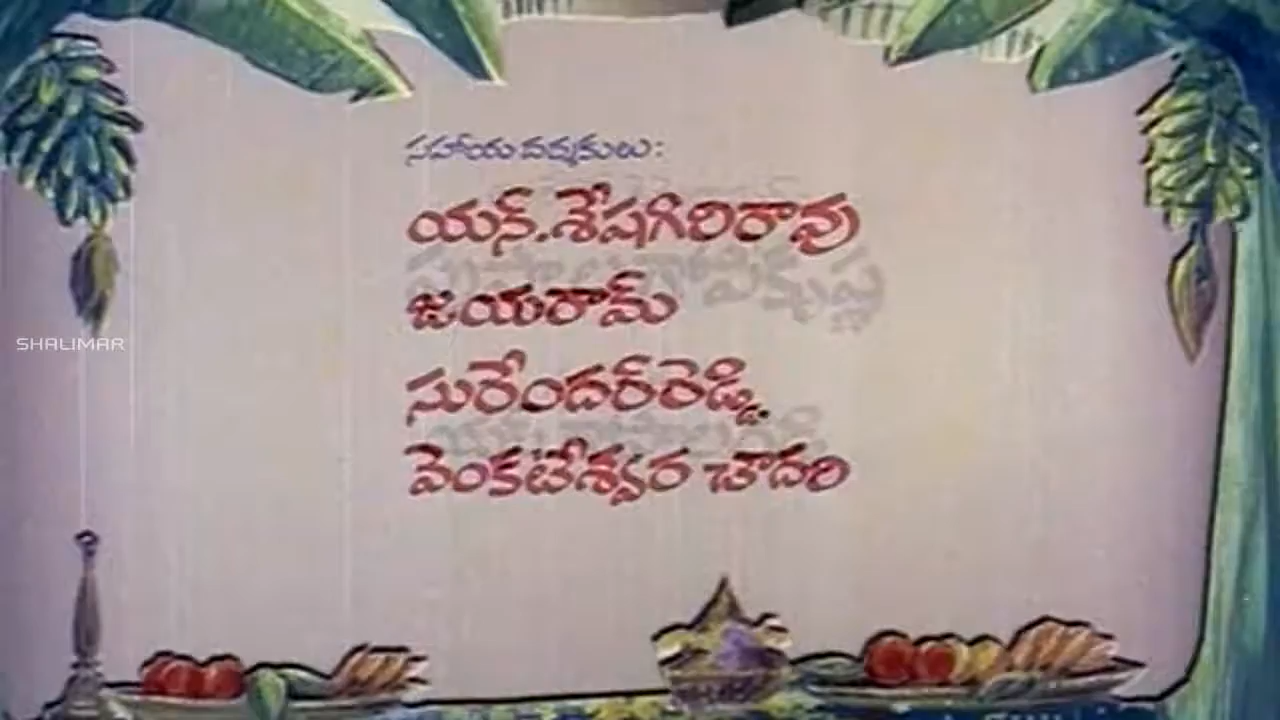 సహాయ దర్శకులు:
యన్.శేషగిరిరావు
జయరామ్
సురేందర్‌రెడ్డి.
SHALIMAR
వెంకటేశ్వర చౌదరి